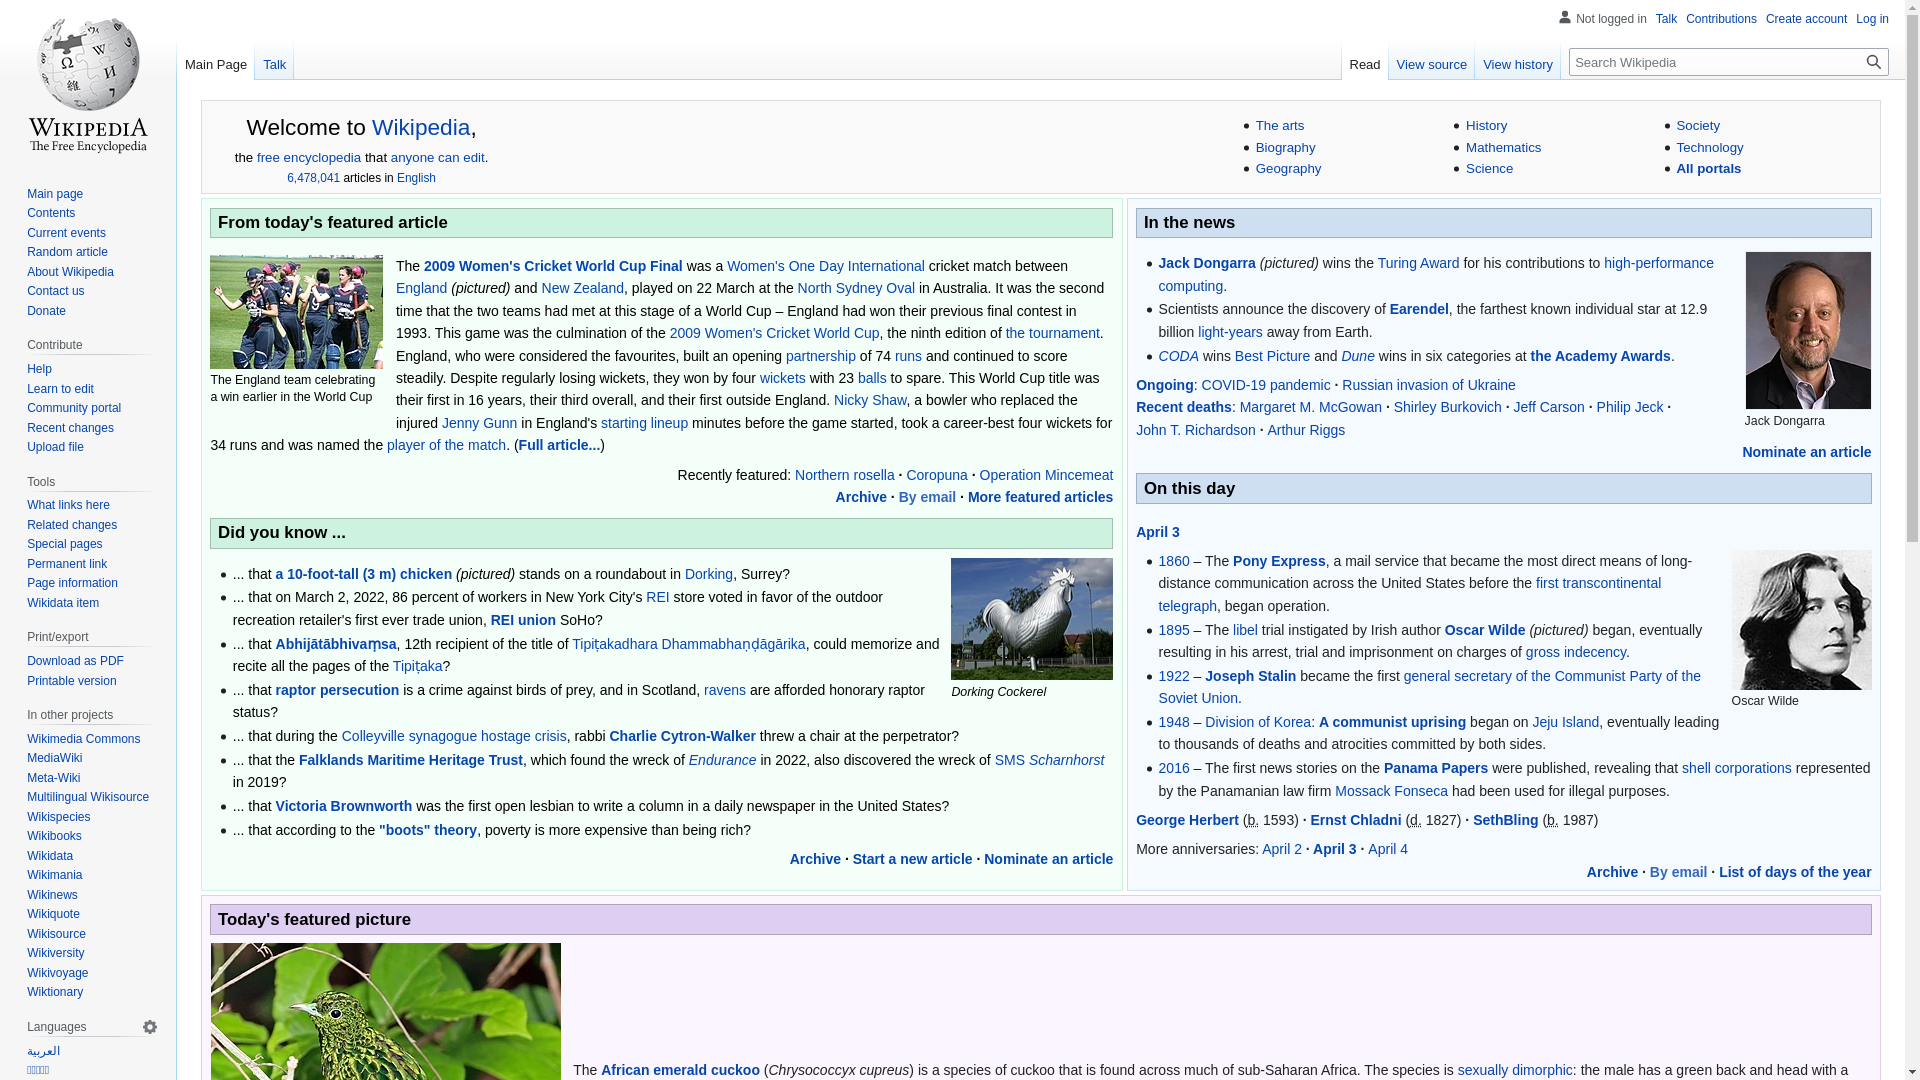 Not logged in Talk Contributions Create account Log in
Main Page Talk
Read View source View history Search Wikipedia
WIKIPEDIA
The Free Encyclopedia
Main page
Contents
Current events
Random article
About Wikipedia
Contact us
Donate
Contribute
Help
Learn to edit
Community portal
Recent changes
Upload file
Tools
What links here
Related changes
Special pages
Permanent link
Page information
Wikidata item
Print/export
Download as PDF
Printable version
In other projects
Wikimedia Commons
MediaWiki
Meta-Wiki
Multilingual Wikisource
Wikispecies
Wikibooks
Wikidata
Wikimania
Wikinews
Wikiquote
Wikisource
Wikiversity
Wikivoyage
Wiktionary
Languages
العربية
Welcome to Wikipedia,
the free encyclopedia that anyone can edit.
6,478,041 articles in English
The arts
Biography
Geography
History
Mathematics
Science
Society
Technology
All portals
From today's featured article
The England team celebrating
a win earlier in the World Cup
The 2009 Women's Cricket World Cup Final was a Women's One Day International cricket match between
England (pictured) and New Zealand, played on 22 March at the North Sydney Oval in Australia. It was the second
time that the two teams had met at this stage of a World Cup – England had won their previous final contest in
1993. This game was the culmination of the 2009 Women's Cricket World Cup, the ninth edition of the tournament.
England, who were considered the favourites, built an opening partnership of 74 runs and continued to score
steadily. Despite regularly losing wickets, they won by four wickets with 23 balls to spare. This World Cup title was
their first in 16 years, their third overall, and their first outside England. Nicky Shaw, a bowler who replaced the
injured Jenny Gunn in England's starting lineup minutes before the game started, took a career-best four wickets for
34 runs and was named the player of the match. (Full article...)
Recently featured: Northern rosella · Coropuna · Operation Mincemeat
Archive · By email · More featured articles
Did you know ...
... that a 10-foot-tall (3 m) chicken (pictured) stands on a roundabout in Dorking, Surrey?
... that on March 2, 2022, 86 percent of workers in New York City's REI store voted in favor of the outdoor
recreation retailer's first ever trade union, REI union SoHo?
... that Abhijātābhivaṃsa, 12th recipient of the title of Tipiṭakadhara Dhammabhaṇḍāgārika, could memorize and
recite all the pages of the Tipiṭaka?
... that raptor persecution is a crime against birds of prey, and in Scotland, ravens are afforded honorary raptor
status?
... that during the Colleyville synagogue hostage crisis, rabbi Charlie Cytron-Walker threw a chair at the perpetrator?
... that the Falklands Maritime Heritage Trust, which found the wreck of Endurance in 2022, also discovered the wreck of SMS Scharnhorst
in 2019?
... that Victoria Brownworth was the first open lesbian to write a column in a daily newspaper in the United States?
... that according to the "boots" theory, poverty is more expensive than being rich?
Dorking Cockerel
Archive · Start a new article · Nominate an article
In the news
Jack Dongarra (pictured) wins the Turing Award for his contributions to high-performance
computing.
Scientists announce the discovery of Earendel, the farthest known individual star at 12.9
billion light-years away from Earth.
CODA wins Best Picture and Dune wins in six categories at the Academy Awards.
Jack Dongarra
Ongoing: COVID-19 pandemic · Russian invasion of Ukraine
Recent deaths: Margaret M. McGowan · Shirley Burkovich · Jeff Carson · Philip Jeck ·
John T. Richardson · Arthur Riggs
Nominate an article
On this day
April 3
1860 – The Pony Express, a mail service that became the most direct means of long-
distance communication across the United States before the first transcontinental
telegraph, began operation.
1895 – The libel trial instigated by Irish author Oscar Wilde (pictured) began, eventually
resulting in his arrest, trial and imprisonment on charges of gross indecency.
1922 – Joseph Stalin became the first general secretary of the Communist Party of the
Soviet Union.
1948 – Division of Korea: A communist uprising began on Jeju Island, eventually leading
to thousands of deaths and atrocities committed by both sides.
2016 – The first news stories on the Panama Papers were published, revealing that shell corporations represented
by the Panamanian law firm Mossack Fonseca had been used for illegal purposes.
Oscar Wilde
George Herbert (b. 1593) · Ernst Chladni (d. 1827) · SethBling (b. 1987)
More anniversaries: April 2 · April 3 · April 4
Archive · By email · List of days of the year
Today's featured picture
The African emerald cuckoo (Chrysococcyx cupreus) is a species of cuckoo that is found across much of sub-Saharan Africa. The species is sexually dimorphic: the male has a green back and head with a